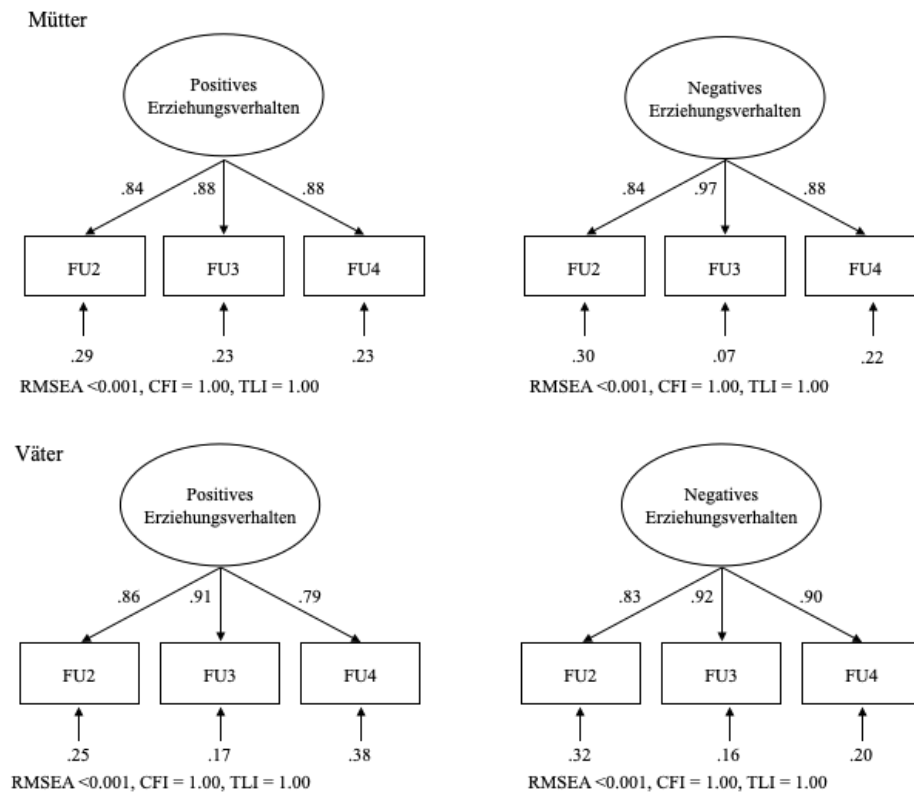 Mütter
Positives
Erziehungsverhalten
Negatives
Erziehungsverhalten
.84 .88 .88
.84 .97 .88
FU2 FU3 FU4
FU2 FU3 FU4
.29 .23 .23
.30 .07 .22
RMSEA <0.001, CFI = 1.00, TLI = 1.00
RMSEA <0.001, CFI = 1.00, TLI = 1.00
Väter
Positives
Erziehungsverhalten
Negatives
Erziehungsverhalten
.86 .91 .79
.83 .92 .90
FU2 FU3 FU4
FU2 FU3 FU4
.25 .17 .38
.32 .16 .20
RMSEA <0.001, CFI = 1.00, TLI = 1.00
RMSEA <0.001, CFI = 1.00, TLI = 1.00